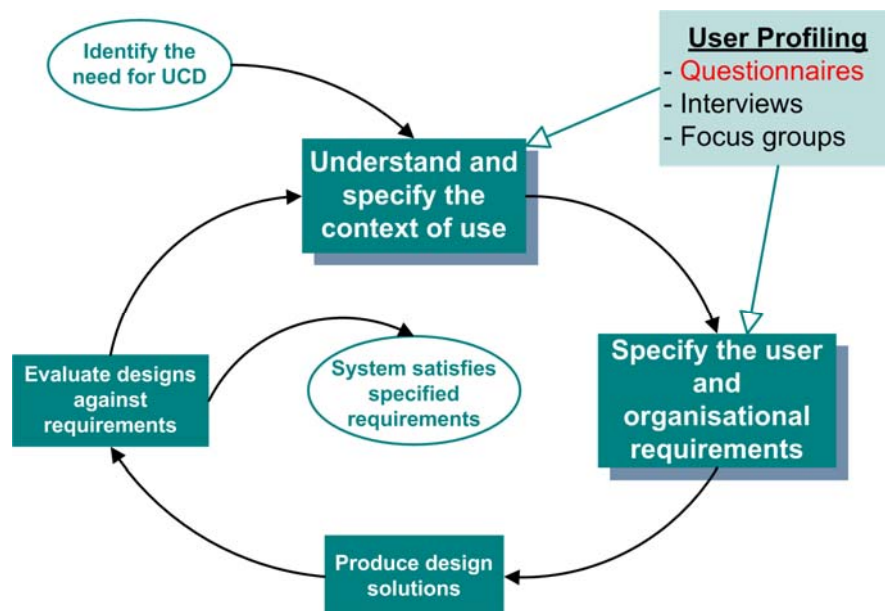 Identify the
need for UCD
User Profiling
- Questionnaires
- Interviews
- Focus groups
Understand and
specify the
context of use
Specify the user
and
organisational
requirements
System satisfies
specified
requirements
Evaluate designs
against
requirements
Produce design
solutions